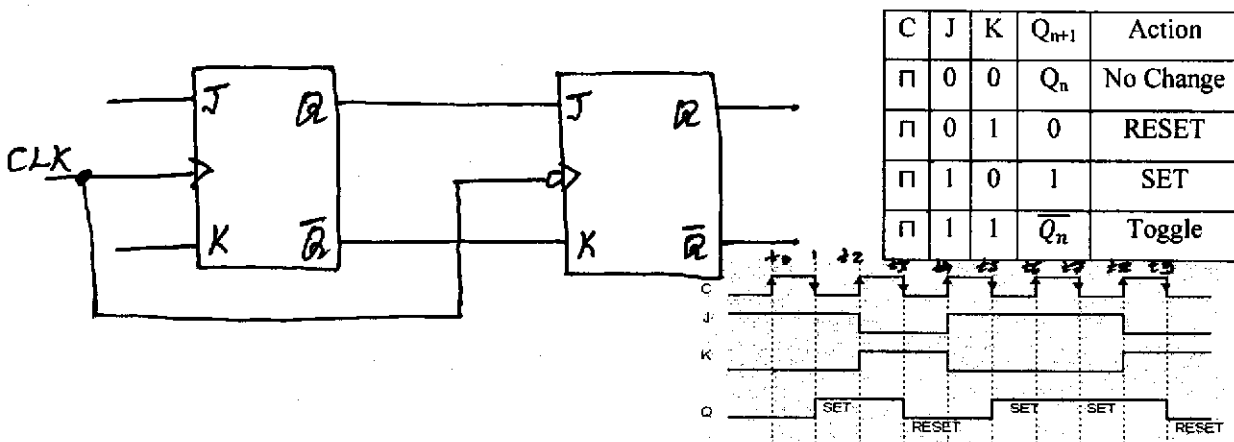 C J K Qₙ₊₁ Action
⊓ 0 0 Qₙ No Change
⊓ 0 1 0 RESET
⊓ 1 0 1 SET
⊓ 1 1 Q̅ₙ̅ Toggle
J Q J Q
CLK
K Q̅ K Q̅
t2
C
J
K
Q SET SET SET
RESET RESET